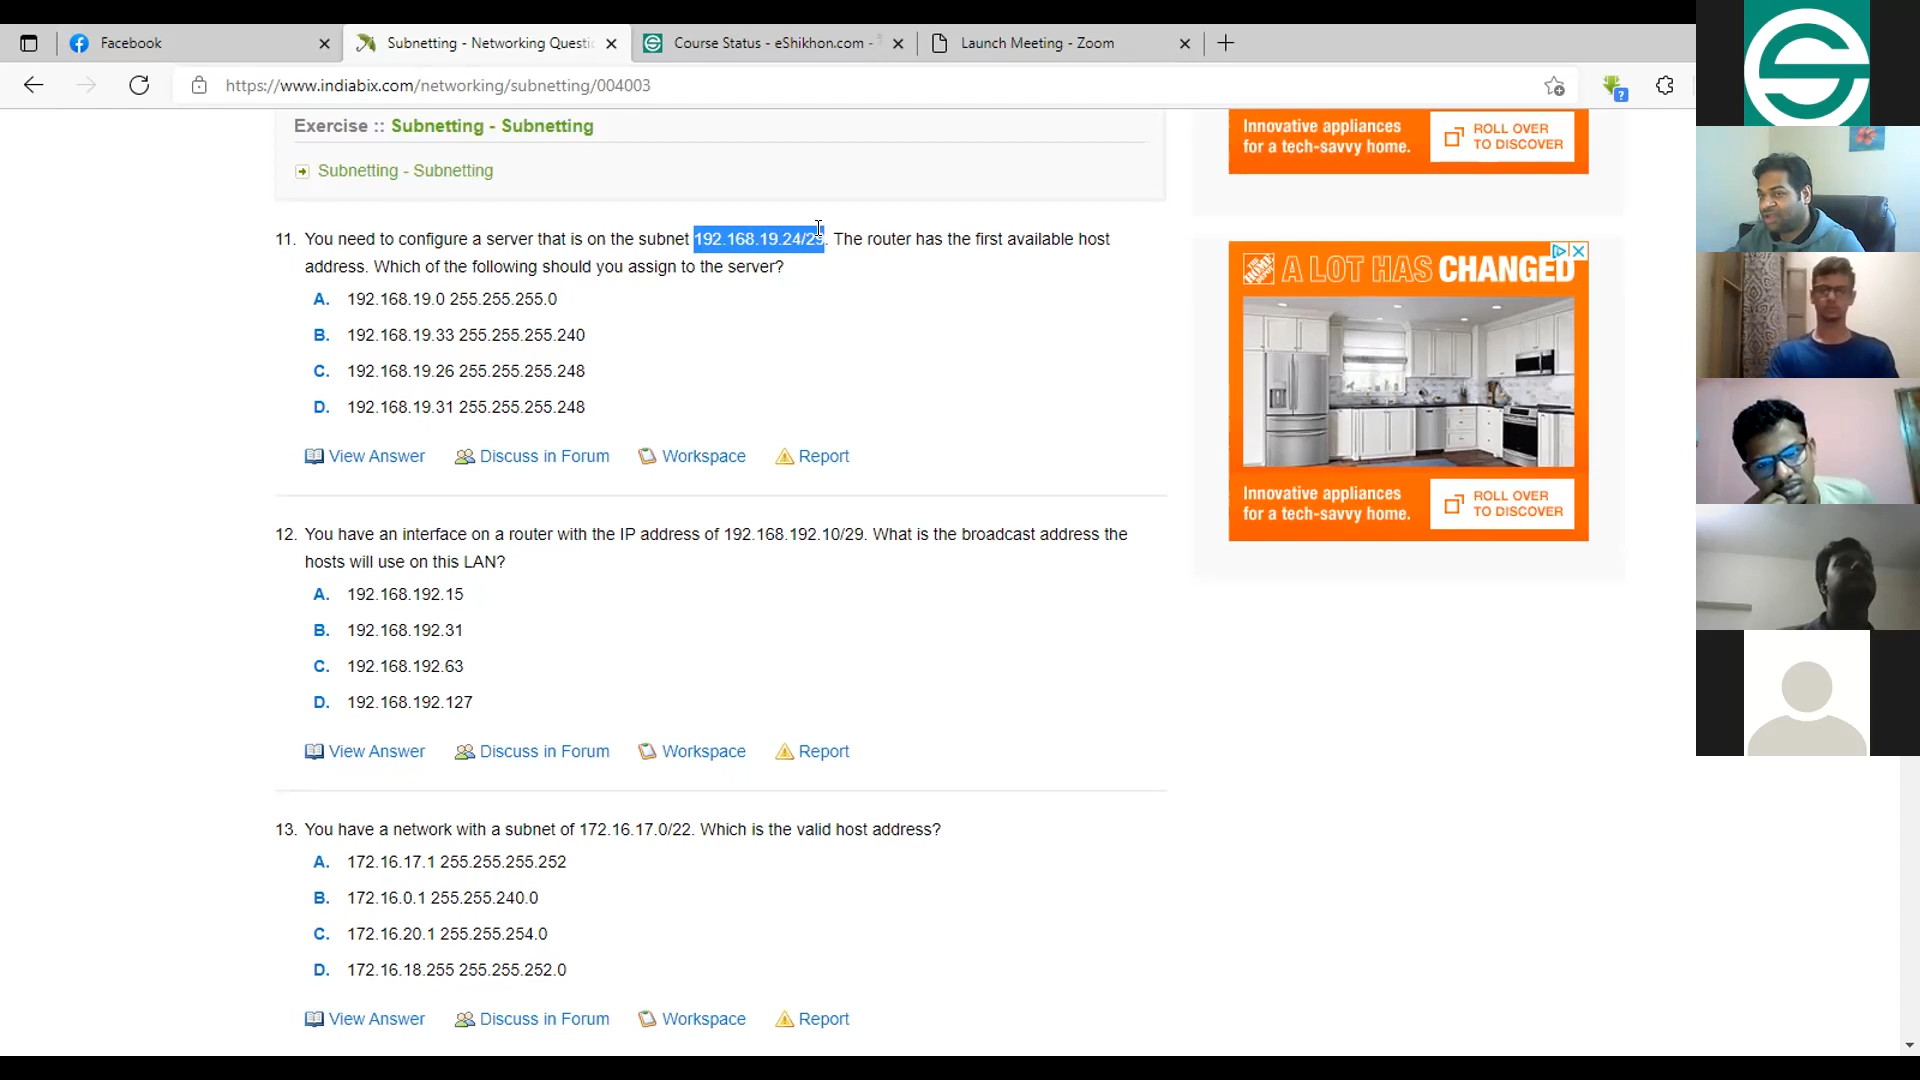 Facebook
Subnetting - Networking Questi
Course Status - eShikhon.com -
Launch Meeting - Zoom
https://www.indiabix.com/networking/subnetting/004003
Exercise :: Subnetting - Subnetting
Subnetting - Subnetting
11. You need to configure a server that is on the subnet 192.168.19.24/29. The router has the first available host
address. Which of the following should you assign to the server?
A. 192.168.19.0 255.255.255.0
B. 192.168.19.33 255.255.255.240
C. 192.168.19.26 255.255.255.248
D. 192.168.19.31 255.255.255.248
View Answer Discuss in Forum Workspace Report
12. You have an interface on a router with the IP address of 192.168.192.10/29. What is the broadcast address the
hosts will use on this LAN?
A. 192.168.192.15
B. 192.168.192.31
C. 192.168.192.63
D. 192.168.192.127
View Answer Discuss in Forum Workspace Report
13. You have a network with a subnet of 172.16.17.0/22. Which is the valid host address?
A. 172.16.17.1 255.255.255.252
B. 172.16.0.1 255.255.240.0
C. 172.16.20.1 255.255.254.0
D. 172.16.18.255 255.255.252.0
View Answer Discuss in Forum Workspace Report
Innovative appliances
for a tech-savvy home.
ROLL OVER
TO DISCOVER
A LOT HAS CHANGED
Innovative appliances
for a tech-savvy home.
ROLL OVER
TO DISCOVER